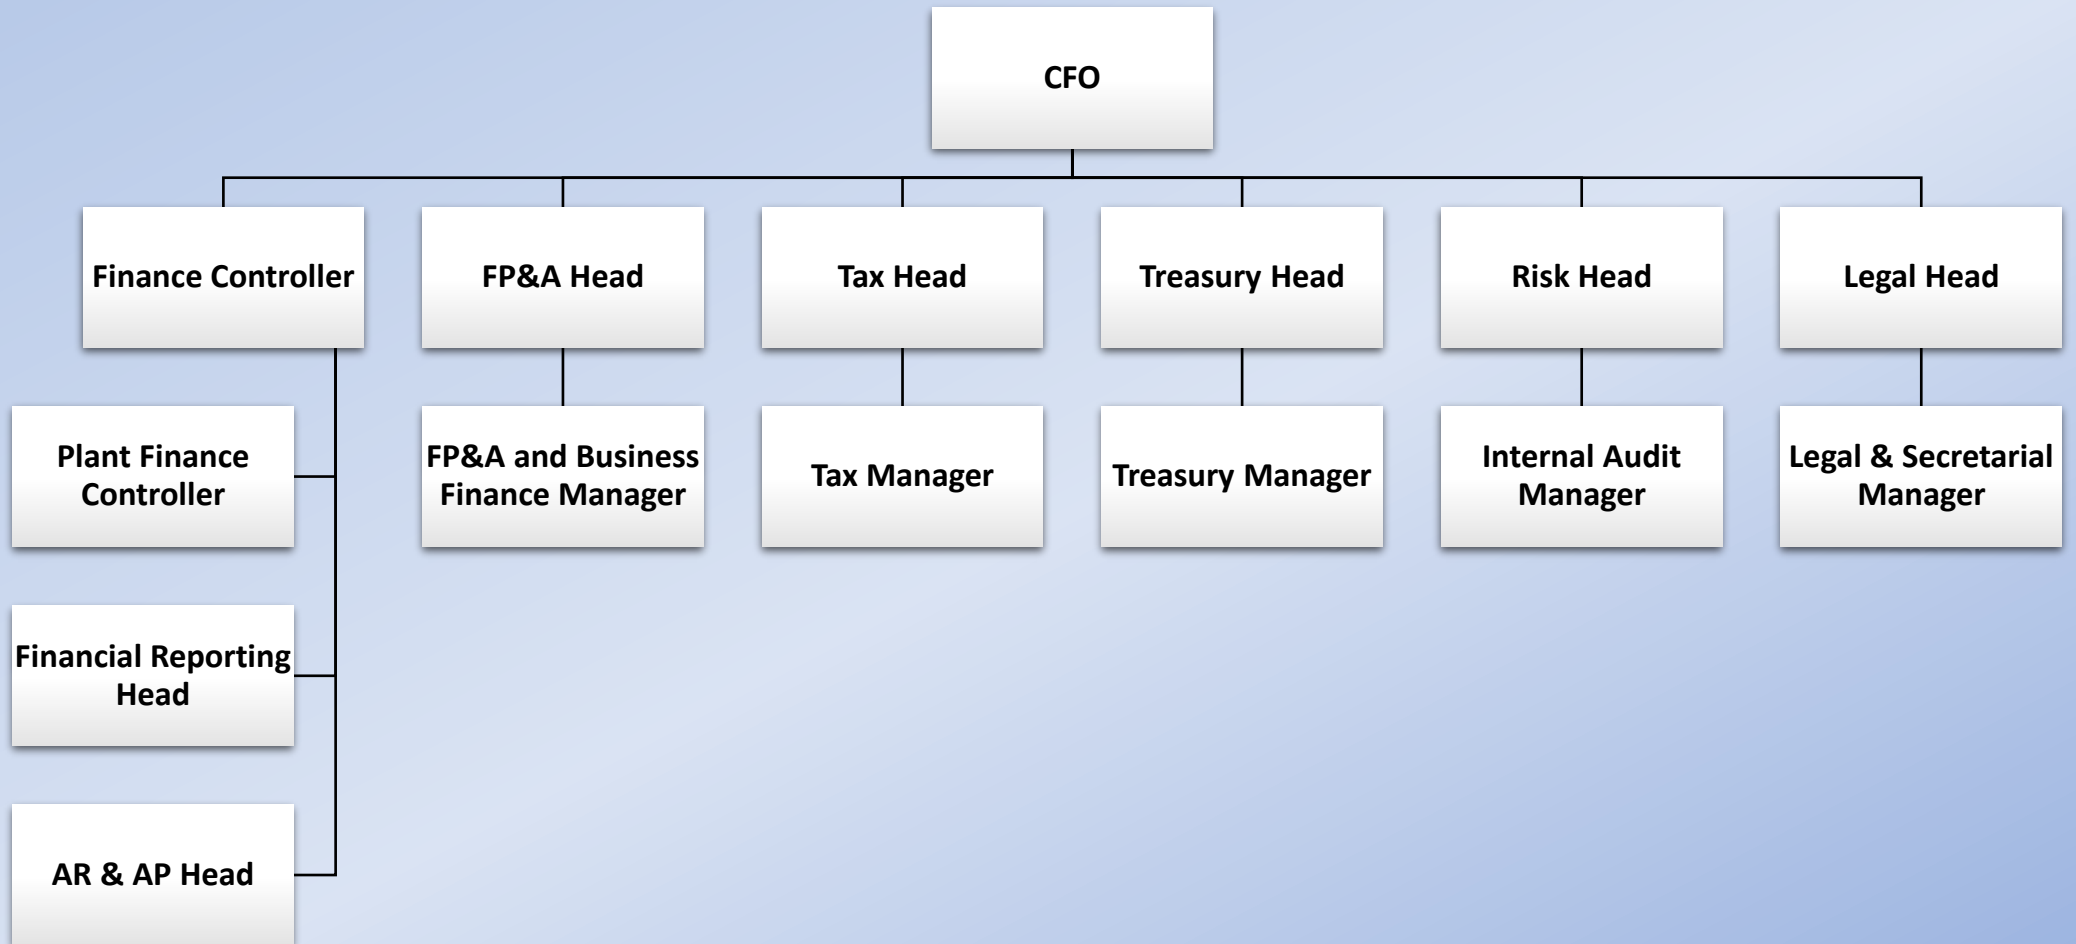 CFO
Finance Controller
FP&A Head
Tax Head
Treasury Head
Risk Head
Legal Head
Plant Finance
Controller
FP&A and Business
Finance Manager
Tax Manager
Treasury Manager
Internal Audit
Manager
Legal & Secretarial
Manager
Financial Reporting
Head
AR & AP Head